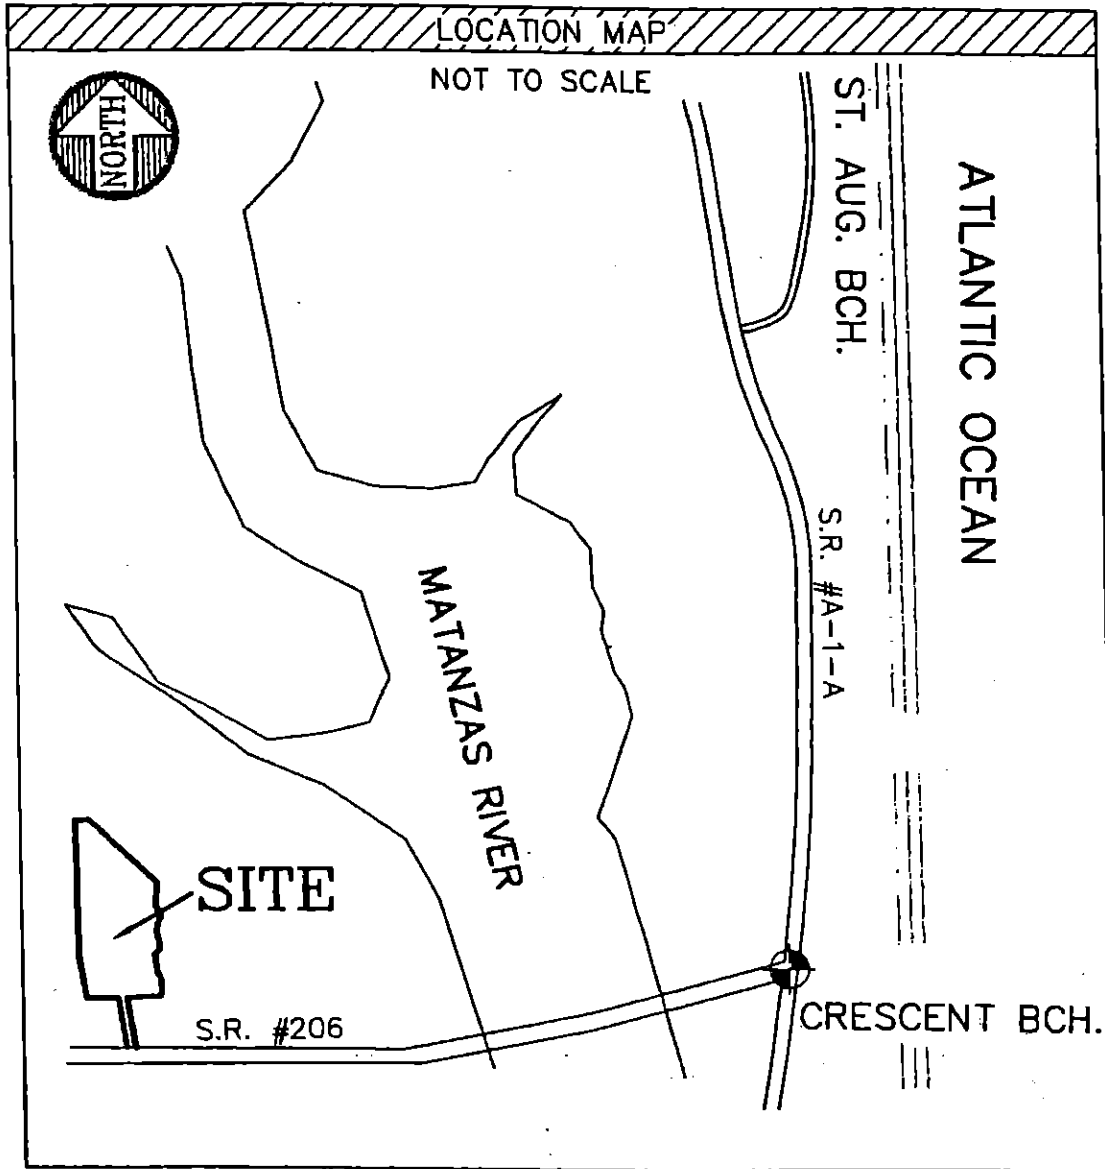 LOCATION MAP
NOT TO SCALE
NORTH
ST. AUG. BCH.
ATLANTIC OCEAN
S.R. #A-1-A
MATANZAS RIVER
SITE
S.R. #206
CRESCENT BCH.